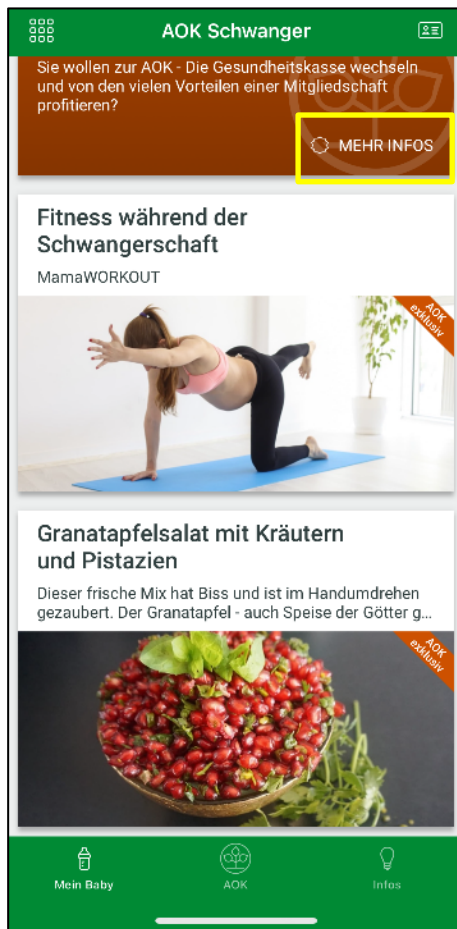 AOK Schwanger
Sie wollen zur AOK - Die Gesundheitskasse wechseln
und von den vielen Vorteilen einer Mitgliedschaft
profitieren?
MEHR INFOS
Fitness während der
Schwangerschaft
MamaWORKOUT
AOK
exklusiv
Granatapfelsalat mit Kräutern
und Pistazien
Dieser frische Mix hat Biss und ist im Handumdrehen
gezaubert. Der Granatapfel - auch Speise der Götter g...
AOK
exklusiv
Mein Baby
AOK
Infos